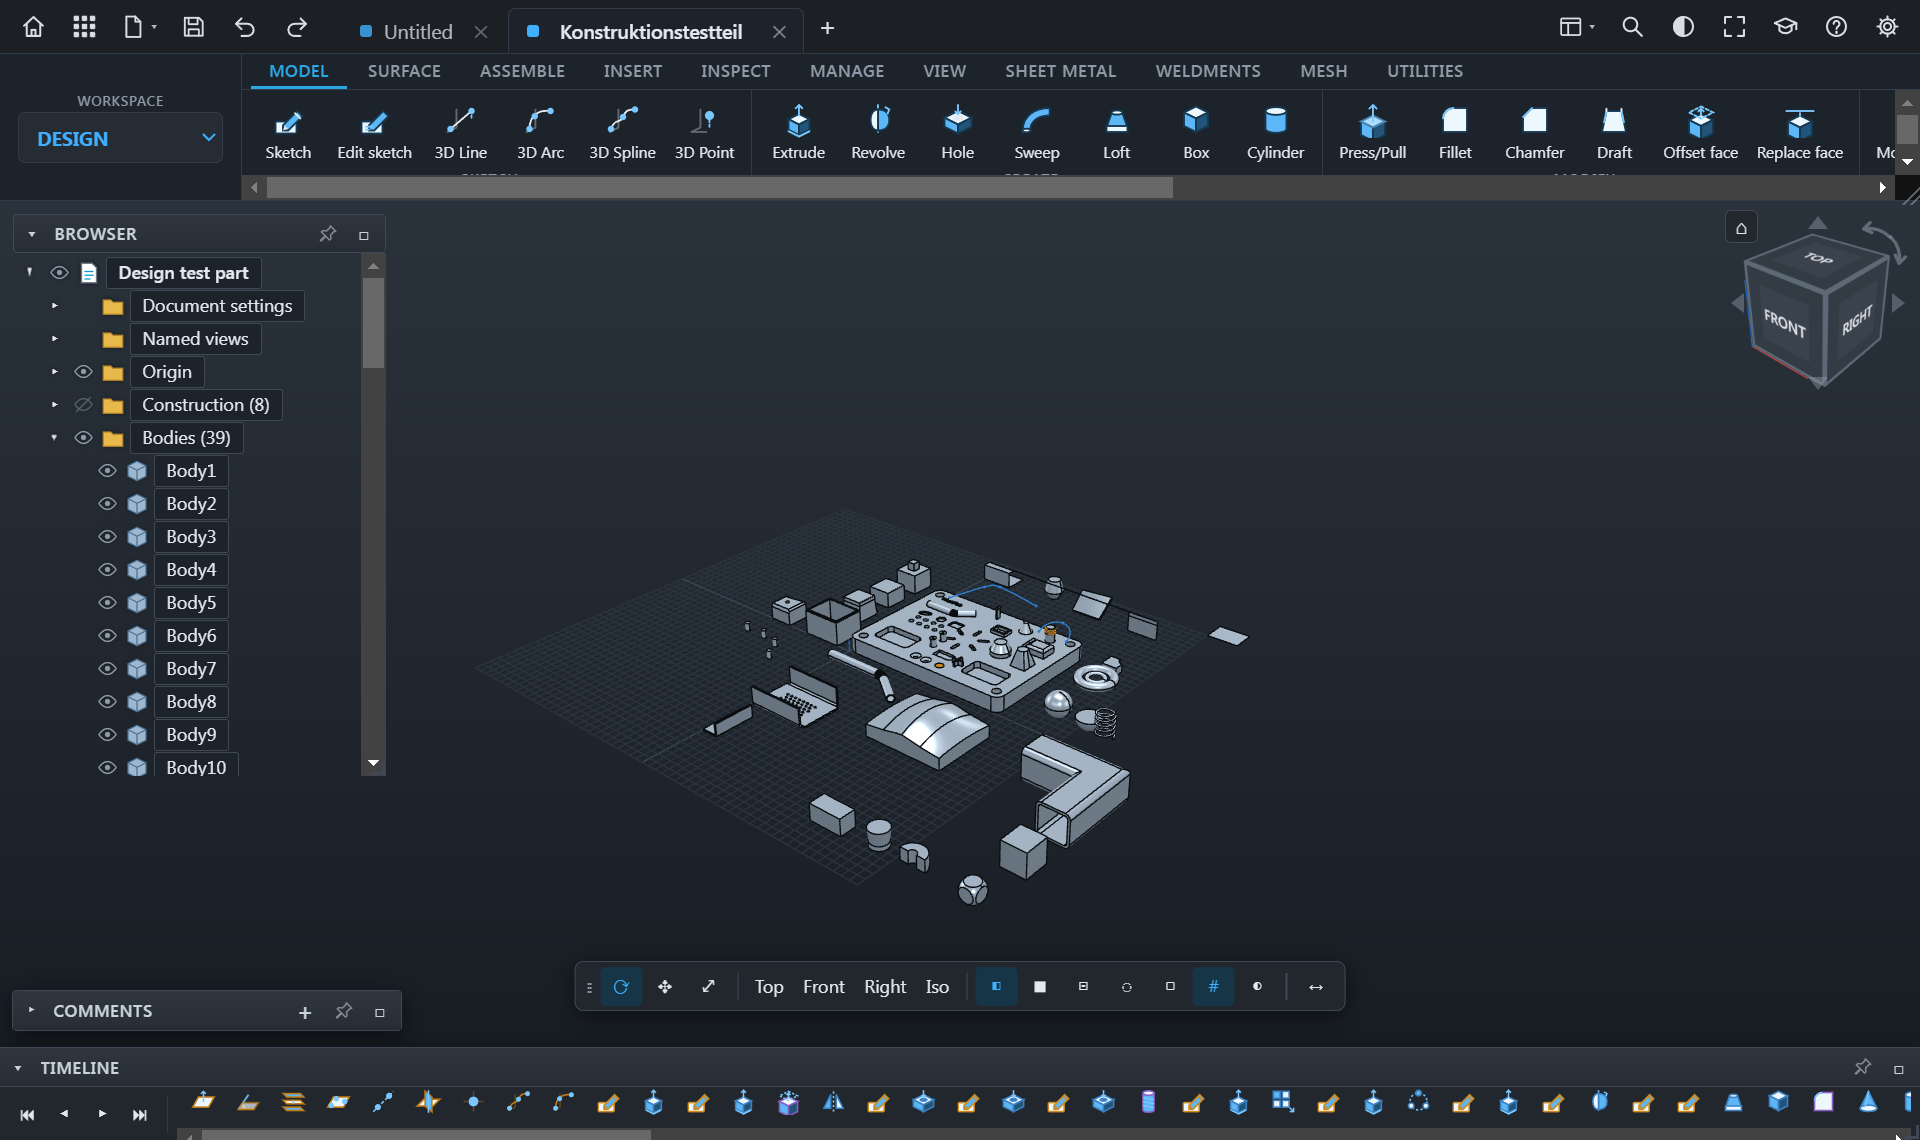 Untitled
Konstruktionstestteil
WORKSPACE
DESIGN
MODEL SURFACE ASSEMBLE INSERT INSPECT MANAGE VIEW SHEET METAL WELDMENTS MESH UTILITIES
Sketch Edit sketch 3D Line 3D Arc 3D Spline 3D Point Extrude Revolve Hole Sweep Loft Box Cylinder Press/Pull Fillet Chamfer Draft Offset face Replace face
BROWSER
Design test part
Document settings
Named views
Origin
Construction (8)
Bodies (39)
Body1
Body2
Body3
Body4
Body5
Body6
Body7
Body8
Body9
Body10
TOP
FRONT
RIGHT
Top Front Right Iso
COMMENTS
TIMELINE